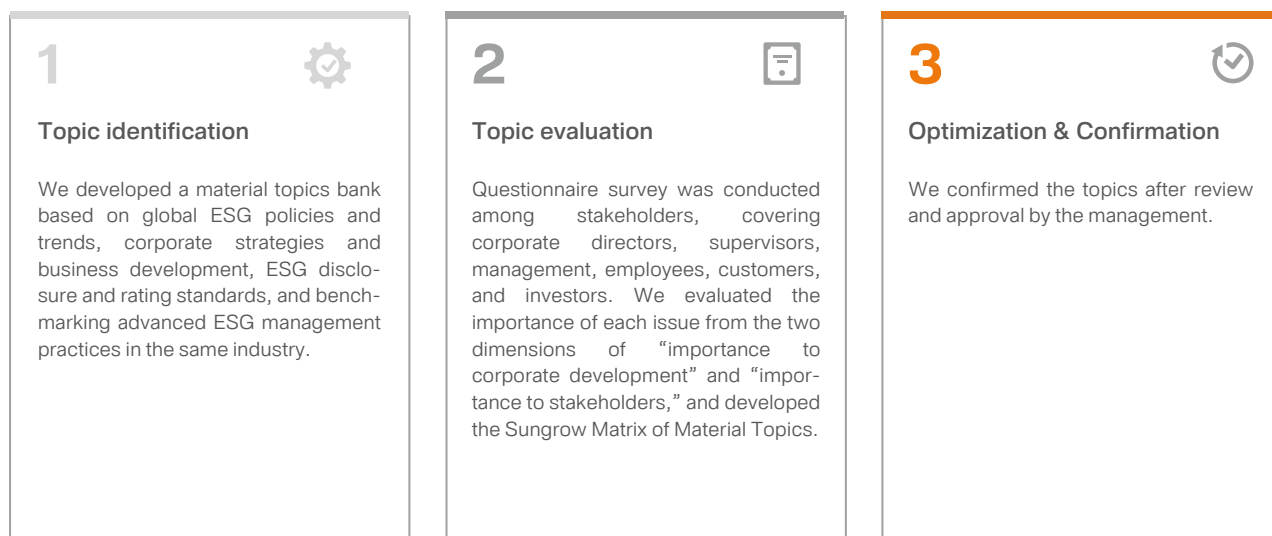 1
Topic identification
We developed a material topics bank
based on global ESG policies and
trends, corporate strategies and
business development, ESG disclo-
sure and rating standards, and bench-
marking advanced ESG management
practices in the same industry.
2
Topic evaluation
Questionnaire survey was conducted
among stakeholders, covering
corporate directors, supervisors,
management, employees, customers,
and investors. We evaluated the
importance of each issue from the two
dimensions of “importance to
corporate development” and “impor-
tance to stakeholders,” and developed
the Sungrow Matrix of Material Topics.
3
Optimization & Confirmation
We confirmed the topics after review
and approval by the management.